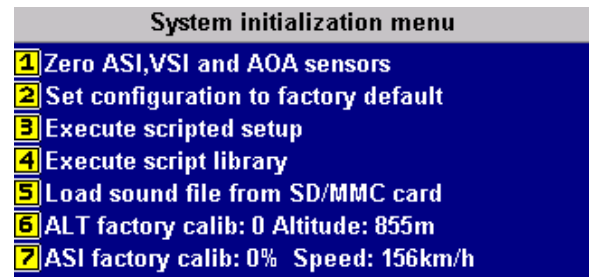 System initialization menu
1 Zero ASI,VSI and AOA sensors
2 Set configuration to factory default
3 Execute scripted setup
4 Execute script library
5 Load sound file from SD/MMC card
6 ALT factory calib: 0 Altitude: 855m
7 ASI factory calib: 0% Speed: 156km/h